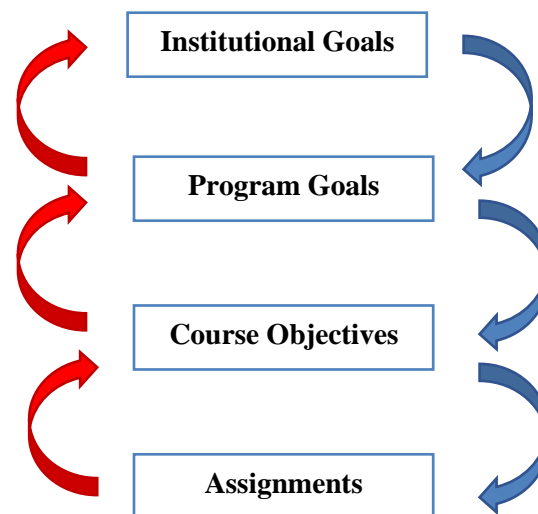 Institutional Goals
Program Goals
Course Objectives
Assignments